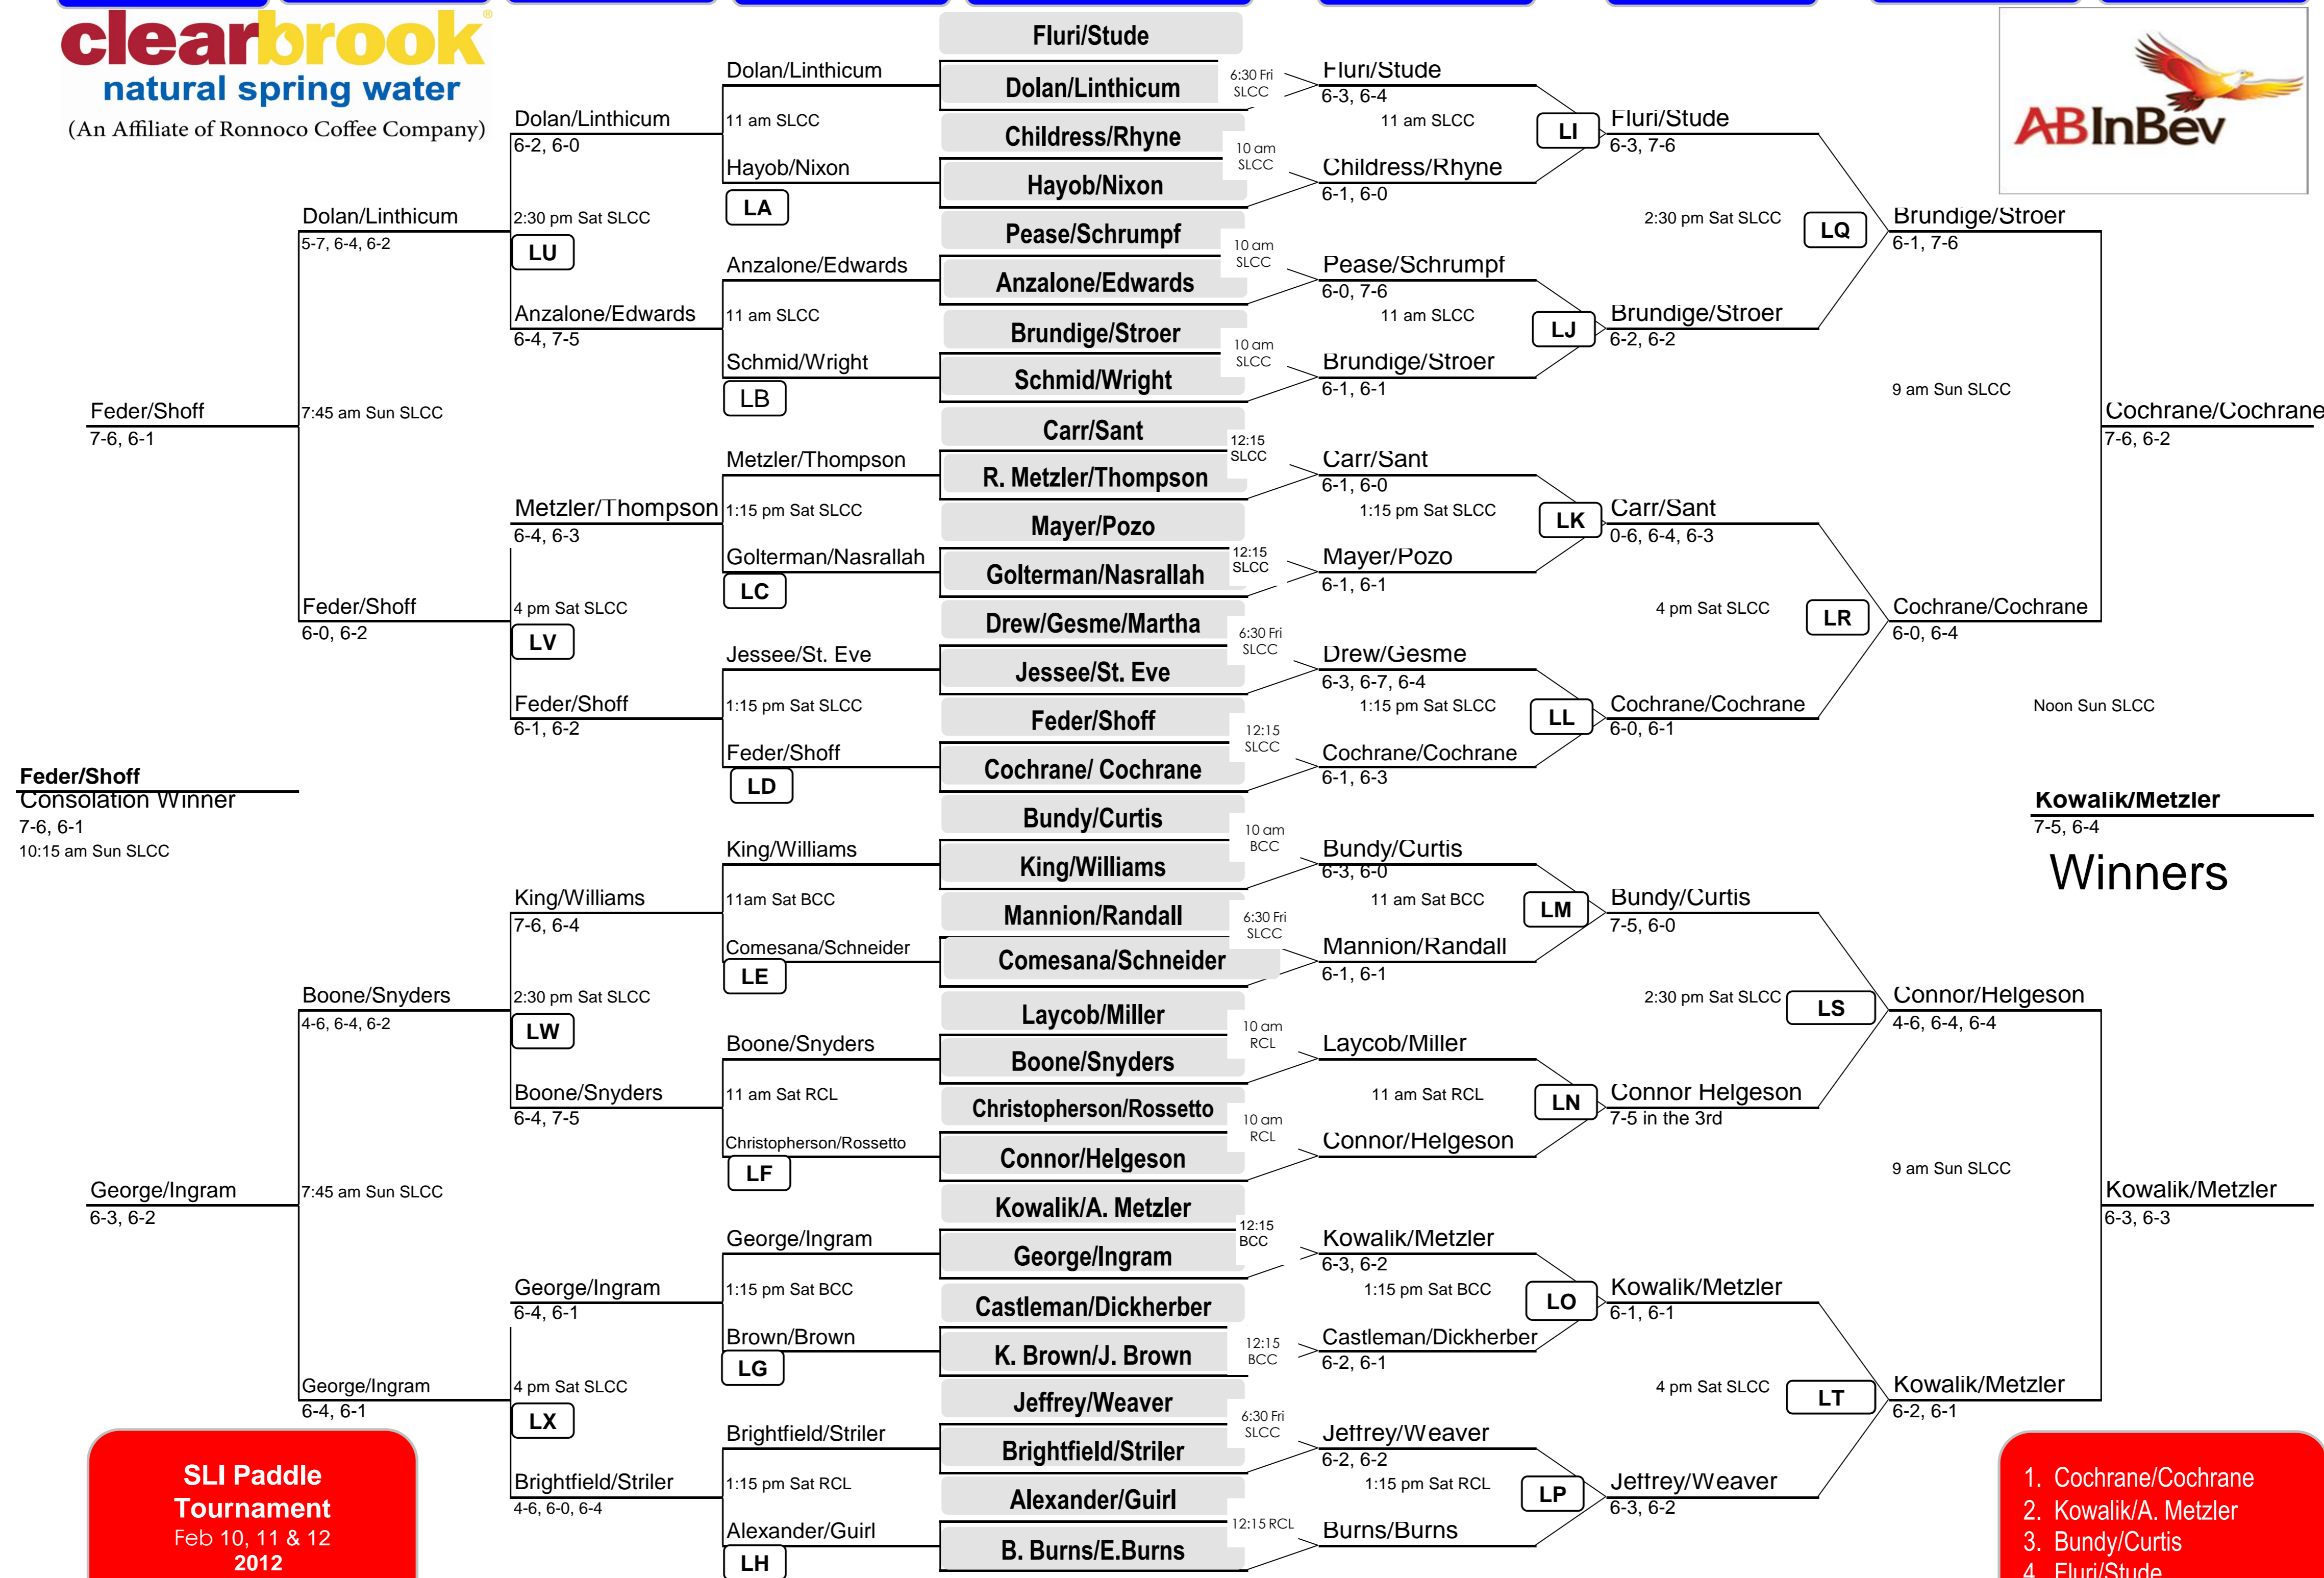 clearbrook®
natural spring water
(An Affiliate of Ronnoco Coffee Company)
ABInBev
Feder/Shoff
7-6, 6-1
Feder/Shoff
Consolation Winner
7-6, 6-1
10:15 am Sun SLCC
George/Ingram
6-3, 6-2
SLI Paddle
Tournament
Feb 10, 11 & 12
2012
Dolan/Linthicum
5-7, 6-4, 6-2
7:45 am Sun SLCC
Feder/Shoff
6-0, 6-2
Boone/Snyders
4-6, 6-4, 6-2
7:45 am Sun SLCC
George/Ingram
6-4, 6-1
Dolan/Linthicum
6-2, 6-0
2:30 pm Sat SLCC
LU
Anzalone/Edwards
6-4, 7-5
Metzler/Thompson
6-4, 6-3
4 pm Sat SLCC
LV
Feder/Shoff
6-1, 6-2
King/Williams
7-6, 6-4
2:30 pm Sat SLCC
LW
Boone/Snyders
6-4, 7-5
George/Ingram
6-4, 6-1
4 pm Sat SLCC
LX
Brightfield/Striler
4-6, 6-0, 6-4
Dolan/Linthicum
11 am SLCC
Hayob/Nixon
LA
Anzalone/Edwards
11 am SLCC
Schmid/Wright
LB
Metzler/Thompson
1:15 pm Sat SLCC
Golterman/Nasrallah
LC
Jessee/St. Eve
1:15 pm Sat SLCC
Feder/Shoff
LD
King/Williams
11am Sat BCC
Comesana/Schneider
LE
Boone/Snyders
11 am Sat RCL
Christopherson/Rossetto
LF
George/Ingram
1:15 pm Sat BCC
Brown/Brown
LG
Brightfield/Striler
1:15 pm Sat RCL
Alexander/Guirl
LH
Fluri/Stude
Dolan/Linthicum
Childress/Rhyne
Hayob/Nixon
Pease/Schrumpf
Anzalone/Edwards
Brundige/Stroer
Schmid/Wright
Carr/Sant
R. Metzler/Thompson
Mayer/Pozo
Golterman/Nasrallah
Drew/Gesme/Martha
Jessee/St. Eve
Feder/Shoff
Cochrane/ Cochrane
Bundy/Curtis
King/Williams
Mannion/Randall
Comesana/Schneider
Laycob/Miller
Boone/Snyders
Christopherson/Rossetto
Connor/Helgeson
Kowalik/A. Metzler
George/Ingram
Castleman/Dickherber
K. Brown/J. Brown
Jeffrey/Weaver
Brightfield/Striler
Alexander/Guirl
B. Burns/E.Burns
6:30 Fri
SLCC
10 am
SLCC
10 am
SLCC
10 am
SLCC
12:15
SLCC
12:15
SLCC
6:30 Fri
SLCC
12:15
SLCC
10 am
BCC
6:30 Fri
SLCC
10 am
RCL
10 am
RCL
12:15
BCC
12:15
BCC
6:30 Fri
SLCC
12:15 RCL
Fluri/Stude
6-3, 6-4
11 am SLCC
LI
Childress/Rhyne
6-1, 6-0
Pease/Schrumpf
6-0, 7-6
11 am SLCC
LJ
Brundige/Stroer
6-1, 6-1
Carr/Sant
6-1, 6-0
1:15 pm Sat SLCC
LK
Mayer/Pozo
6-1, 6-1
Drew/Gesme
6-3, 6-7, 6-4
1:15 pm Sat SLCC
LL
Cochrane/Cochrane
6-1, 6-3
Bundy/Curtis
6-3, 6-0
11 am Sat BCC
LM
Mannion/Randall
6-1, 6-1
Laycob/Miller
11 am Sat RCL
LN
Connor/Helgeson
Kowalik/Metzler
6-3, 6-2
1:15 pm Sat BCC
LO
Castleman/Dickherber
6-2, 6-1
Jeffrey/Weaver
6-2, 6-2
1:15 pm Sat RCL
LP
Burns/Burns
Fluri/Stude
6-3, 7-6
2:30 pm Sat SLCC
LQ
Brundige/Stroer
6-2, 6-2
Carr/Sant
0-6, 6-4, 6-3
4 pm Sat SLCC
LR
Cochrane/Cochrane
6-0, 6-1
Bundy/Curtis
7-5, 6-0
2:30 pm Sat SLCC
LS
Connor Helgeson
7-5 in the 3rd
Kowalik/Metzler
6-1, 6-1
4 pm Sat SLCC
LT
Jeffrey/Weaver
6-3, 6-2
Brundige/Stroer
6-1, 7-6
9 am Sun SLCC
Cochrane/Cochrane
6-0, 6-4
Connor/Helgeson
4-6, 6-4, 6-4
9 am Sun SLCC
Kowalik/Metzler
6-2, 6-1
Cochrane/Cochrane
7-6, 6-2
Noon Sun SLCC
Kowalik/Metzler
7-5, 6-4
Winners
Kowalik/Metzler
6-3, 6-3
1. Cochrane/Cochrane
2. Kowalik/A. Metzler
3. Bundy/Curtis
4. Fluri/Stude